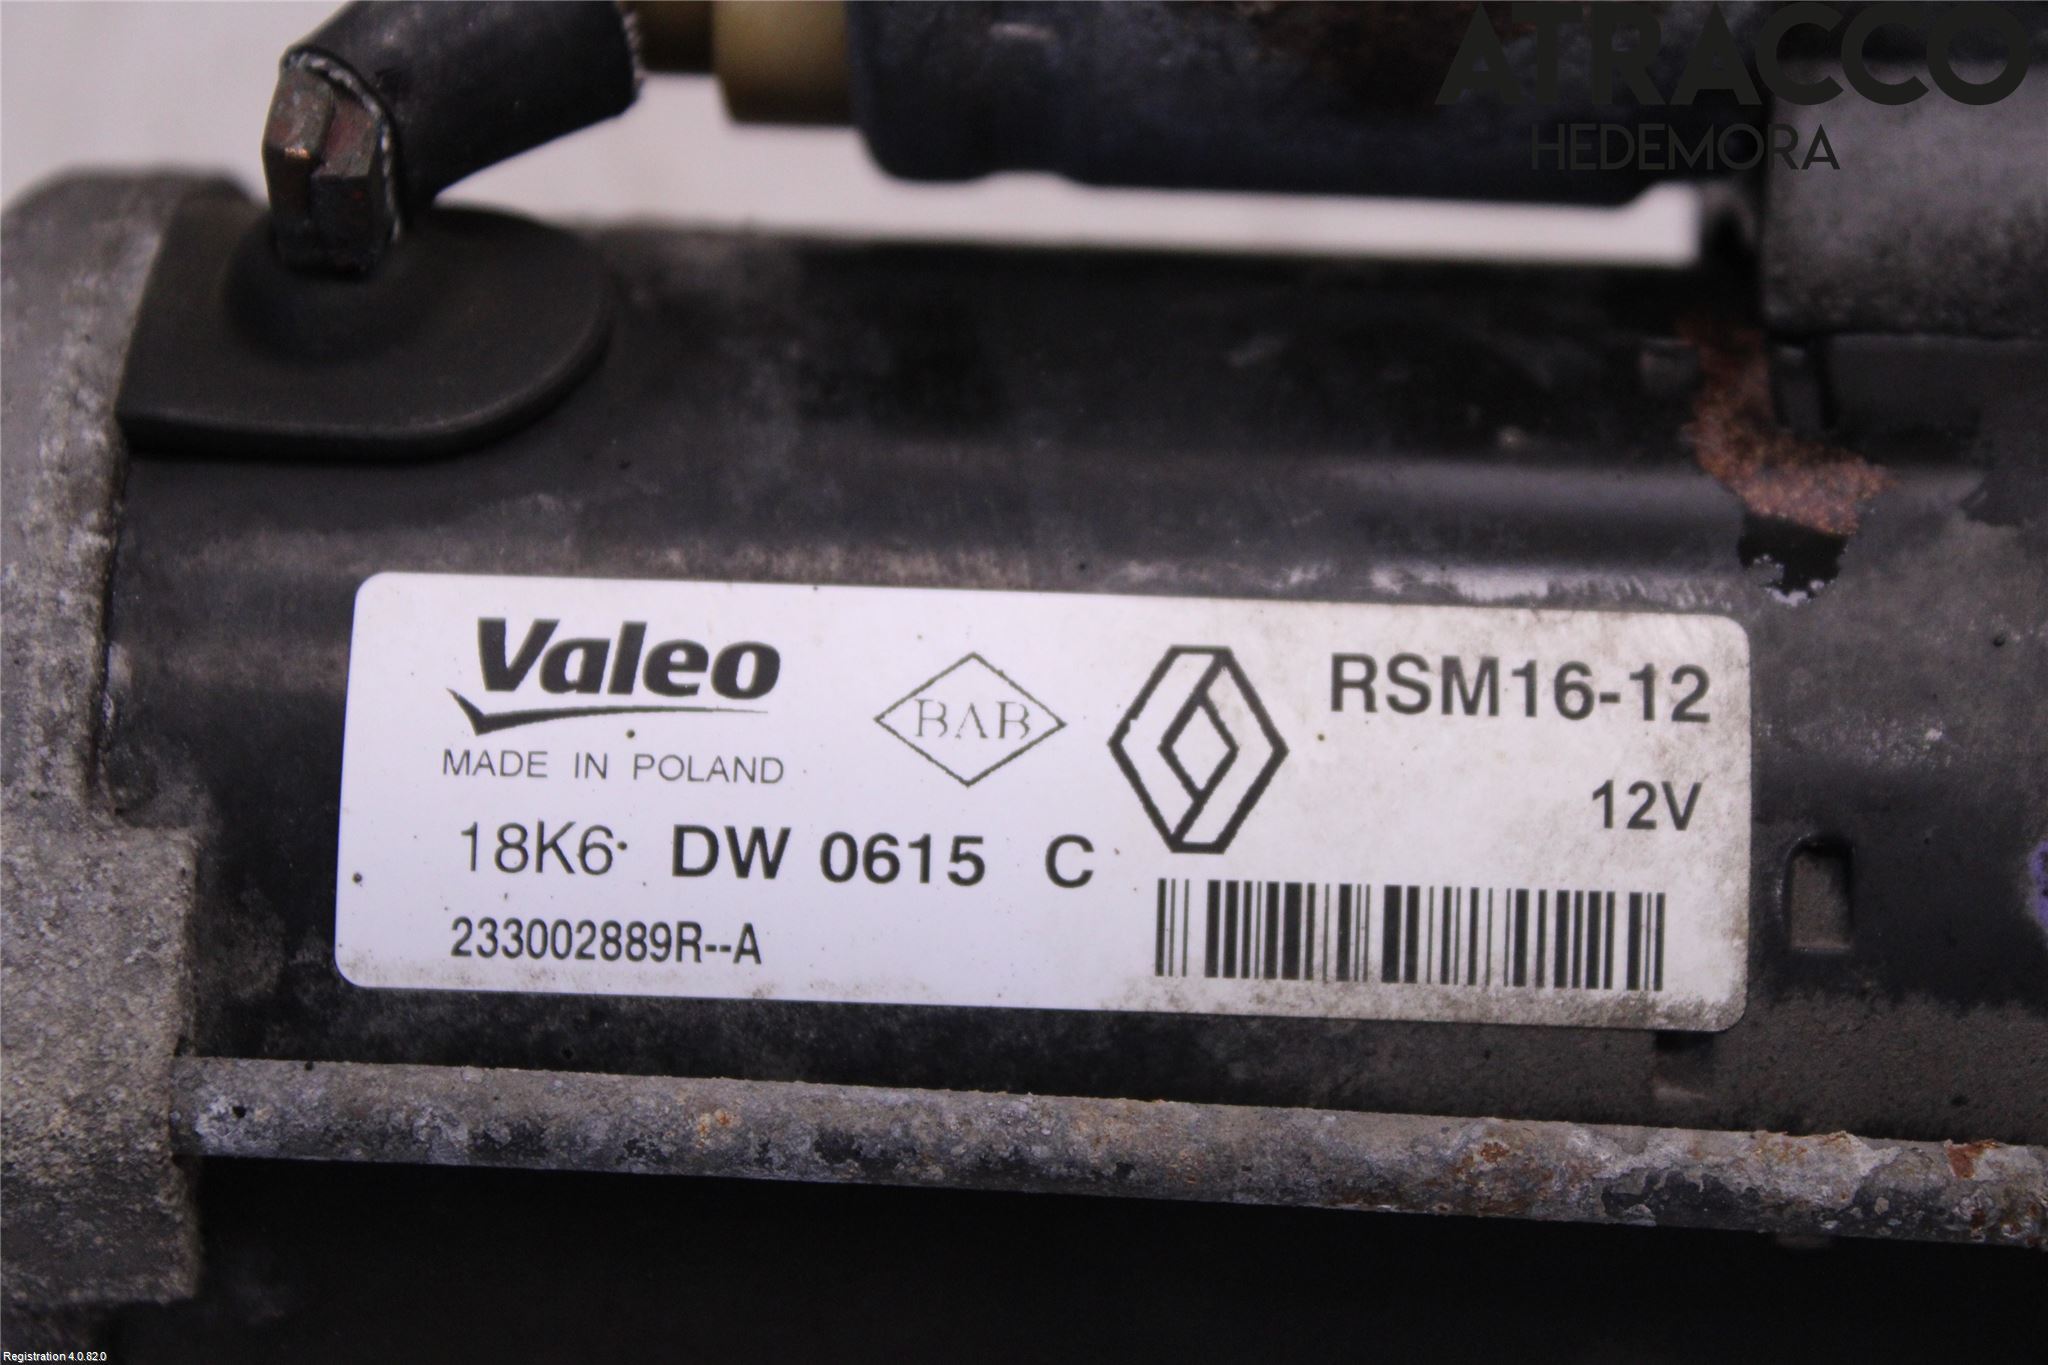 ATRACCO
HEDEMORA
Valeo
MADE IN POLAND
BAB
RSM16-12
12V
18K6· DW 0615 C
233002889R--A
Registration 4.0.82.0